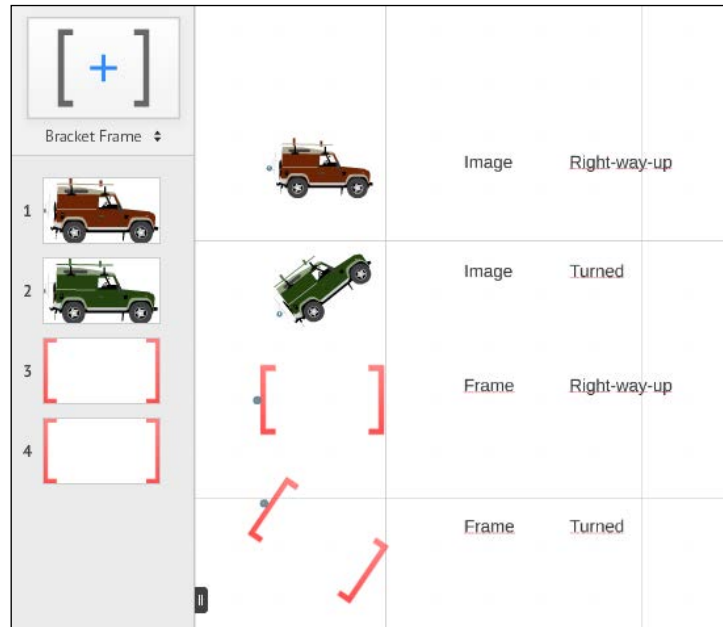 Bracket Frame
1
2
3
4
Image Right-way-up
Image Turned
Frame Right-way-up
Frame Turned